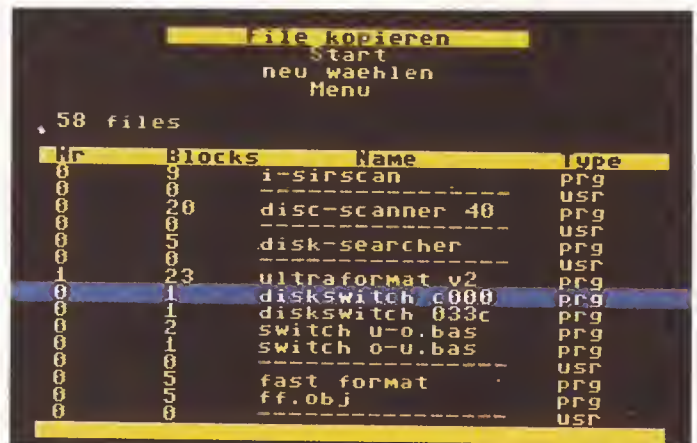 File kopieren
Start
neu waehlen
Menu
58 files
Nr Blocks Name Type
0 9 i-sirscan prg
0 0 ------------------ usr
0 20 disc-scanner 40 prg
0 0 ------------------ usr
0 5 disk-searcher prg
0 0 ------------------ usr
1 23 ultraformat v2 prg
0 1 diskswitch c000 prg
0 1 diskswitch 033c prg
0 2 switch u-o.bas prg
0 1 switch o-u.bas prg
0 0 ------------------ usr
0 5 fast format prg
0 5 ff.obj prg
0 0 ------------------ usr